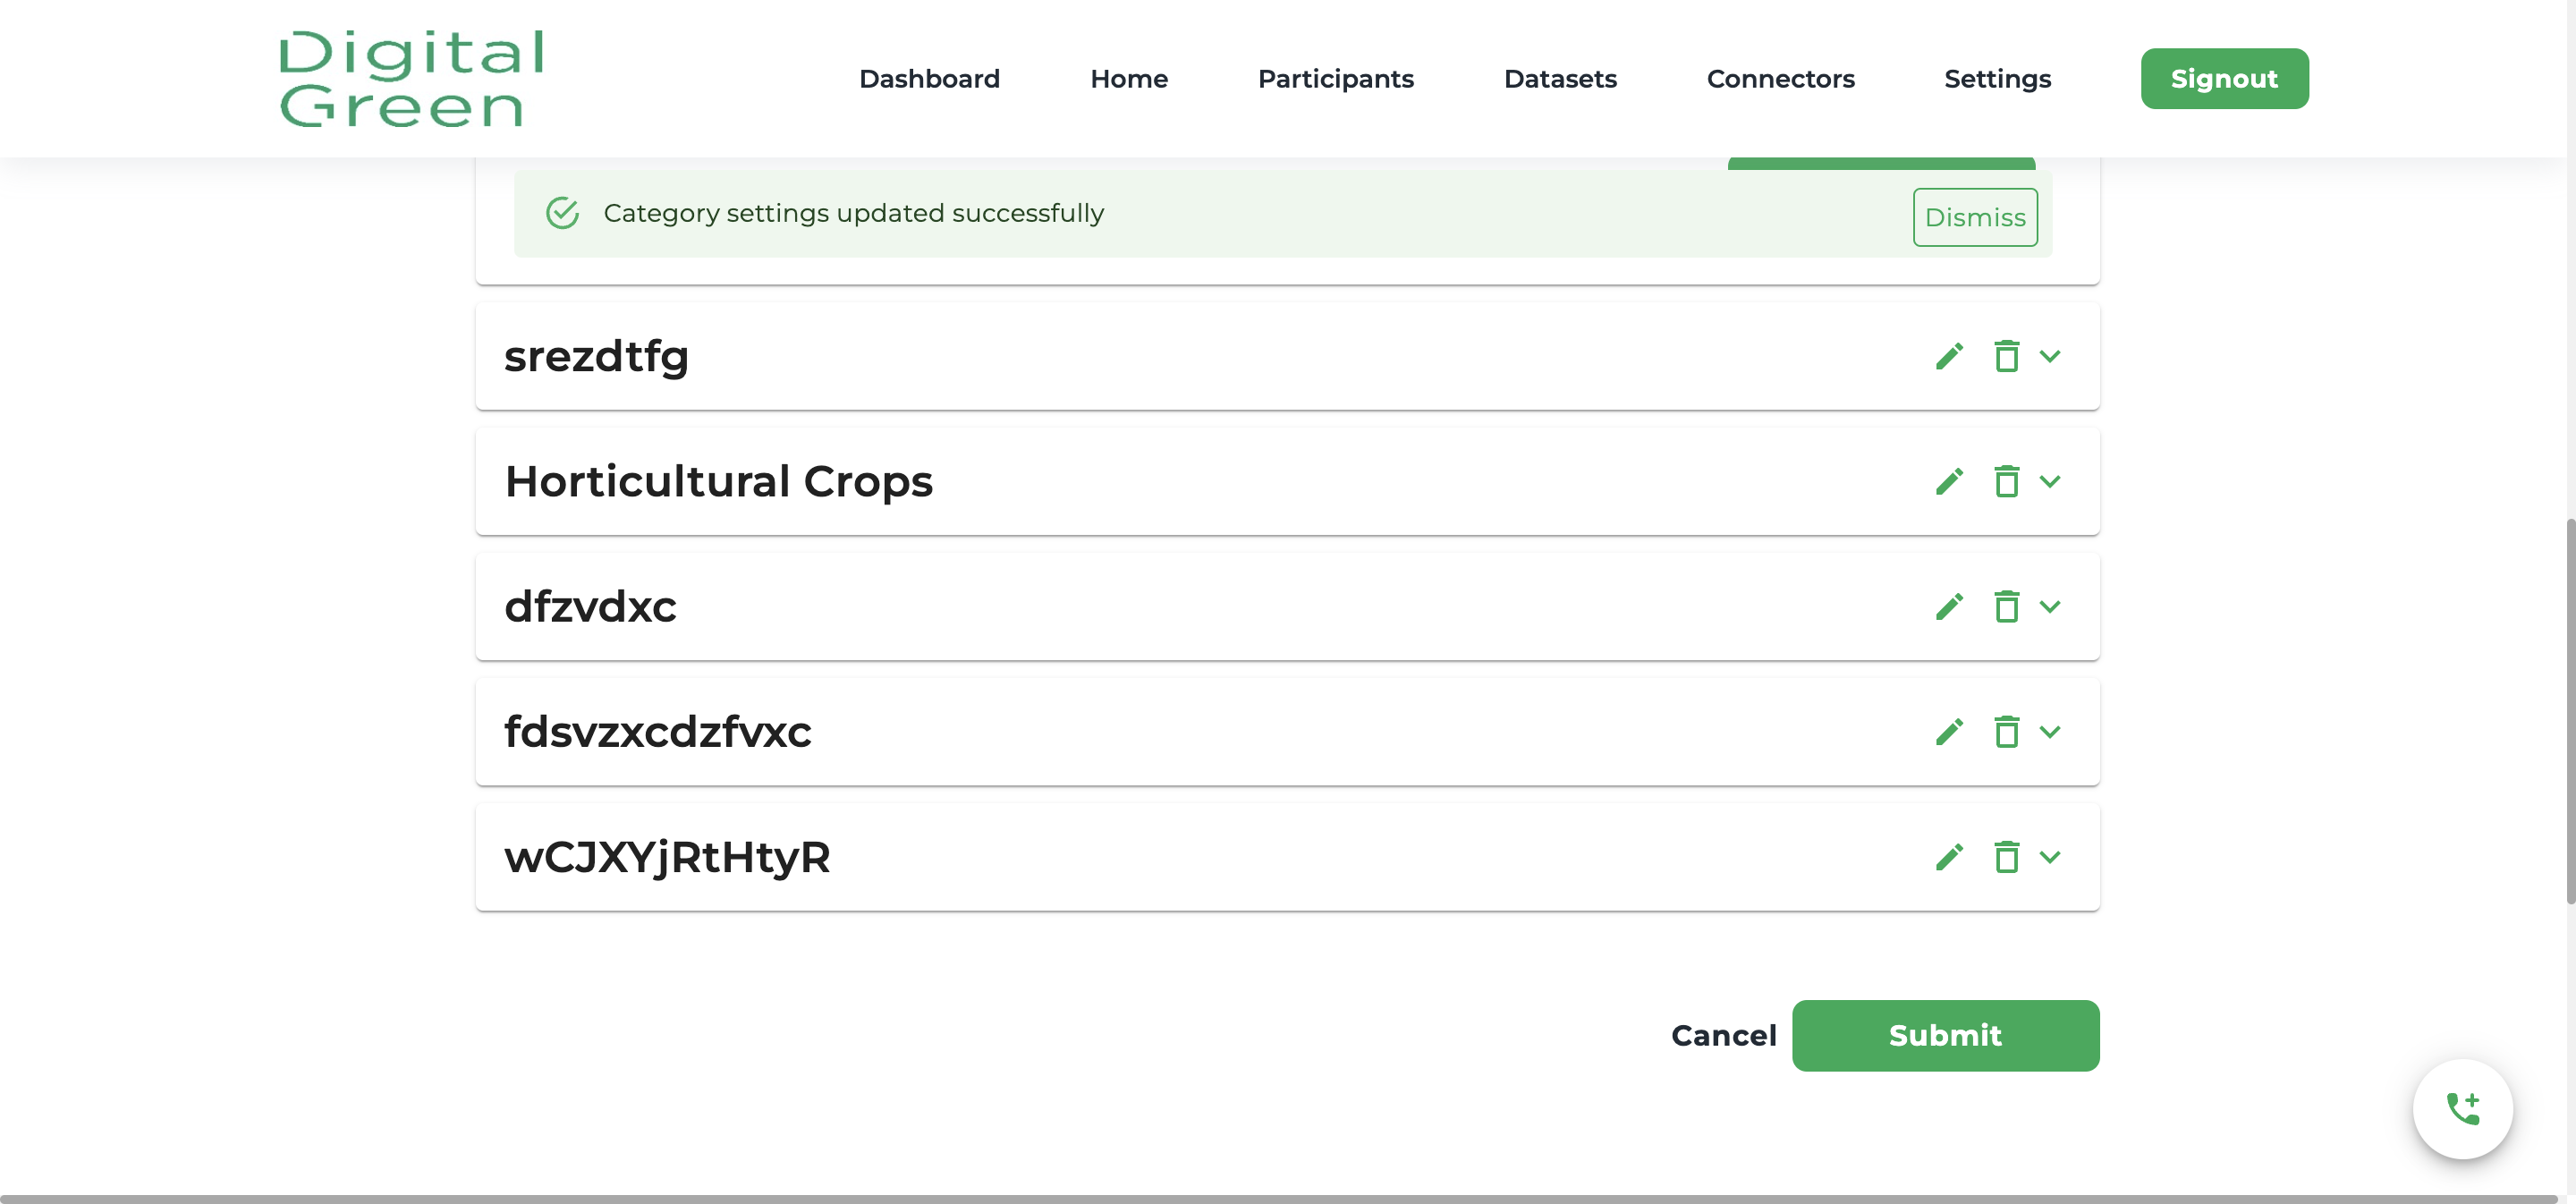 Digital
Green
Dashboard Home Participants Datasets Connectors Settings Signout
Category settings updated successfully Dismiss
srezdtfg
Horticultural Crops
dfzvdxc
fdsvzxcdzfvxc
wCJXYjRtHtyR
Cancel Submit